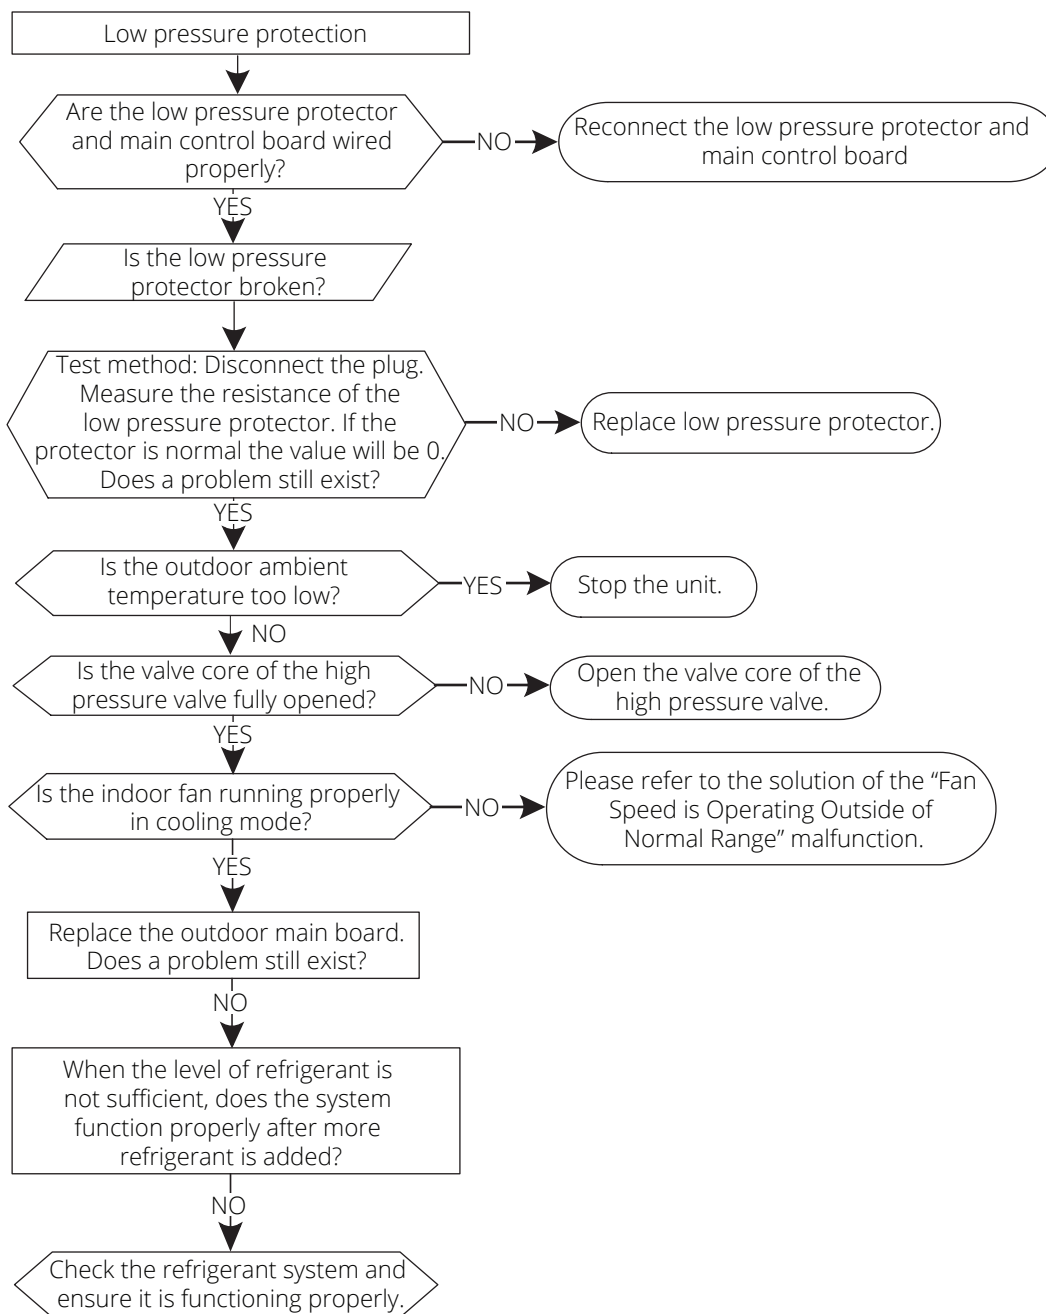 Low pressure protection
Are the low pressure protector
and main control board wired
properly?
NO
Reconnect the low pressure protector and
main control board
YES
Is the low pressure
protector broken?
Test method: Disconnect the plug.
Measure the resistance of the
low pressure protector. If the
protector is normal the value will be 0.
Does a problem still exist?
NO
Replace low pressure protector.
YES
Is the outdoor ambient
temperature too low?
YES
Stop the unit.
NO
Is the valve core of the high
pressure valve fully opened?
NO
Open the valve core of the
high pressure valve.
YES
Is the indoor fan running properly
in cooling mode?
NO
Please refer to the solution of the “Fan
Speed is Operating Outside of
Normal Range” malfunction.
YES
Replace the outdoor main board.
Does a problem still exist?
NO
When the level of refrigerant is
not sufficient, does the system
function properly after more
refrigerant is added?
NO
Check the refrigerant system and
ensure it is functioning properly.